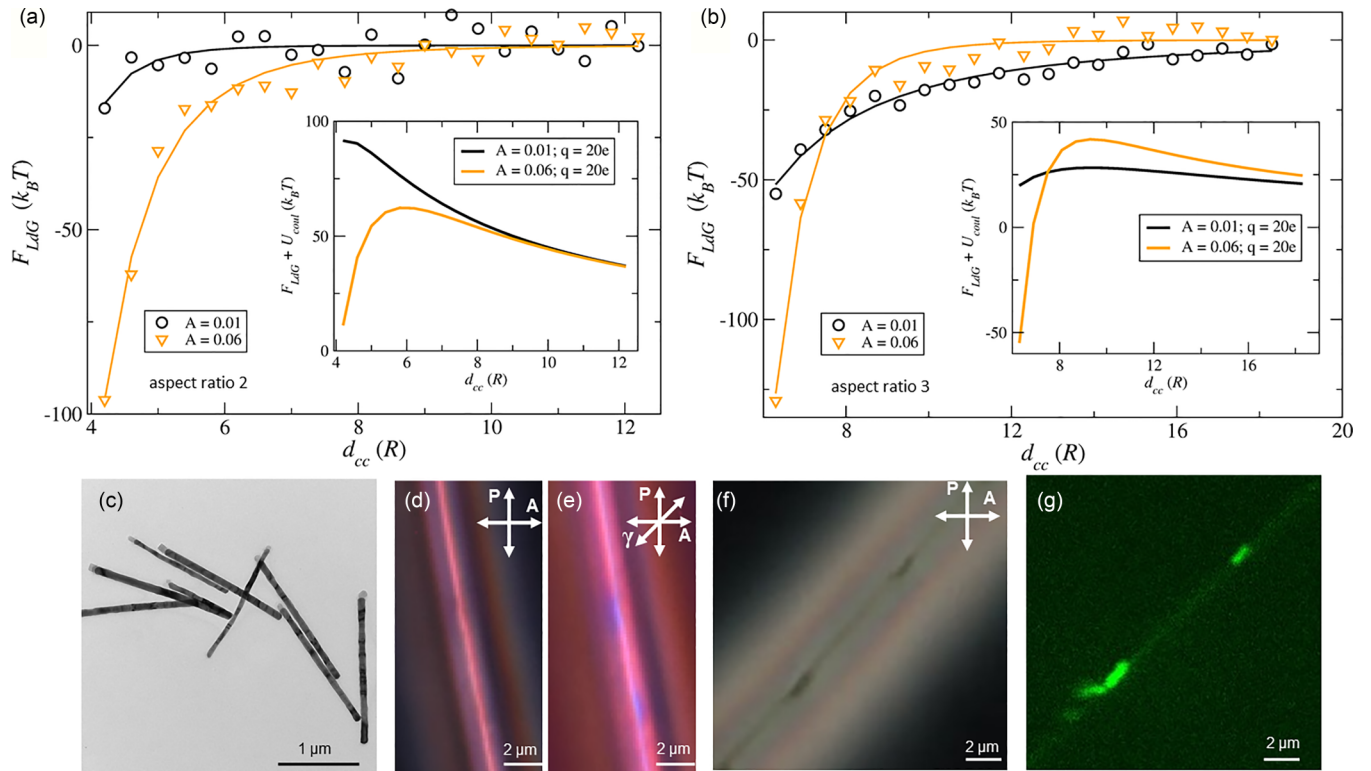 (a)
0
-50
-100
F_LdG (k_BT)
4
6
8
10
12
d_cc (R)
A = 0.01
A = 0.06
aspect ratio 2
100
50
0
F_LdG + U_coul (k_BT)
4
6
8
10
12
d_cc (R)
A = 0.01; q = 20e
A = 0.06; q = 20e
(b)
0
-50
-100
F_LdG (k_BT)
8
12
16
20
d_cc (R)
A = 0.01
A = 0.06
aspect ratio 3
50
25
0
-25
-50
F_LdG + U_coul (k_BT)
8
12
16
d_cc (R)
A = 0.01; q = 20e
A = 0.06; q = 20e
(c)
1 µm
(d)
P
A
2 µm
(e)
P
γ
A
2 µm
(f)
P
A
2 µm
(g)
2 µm